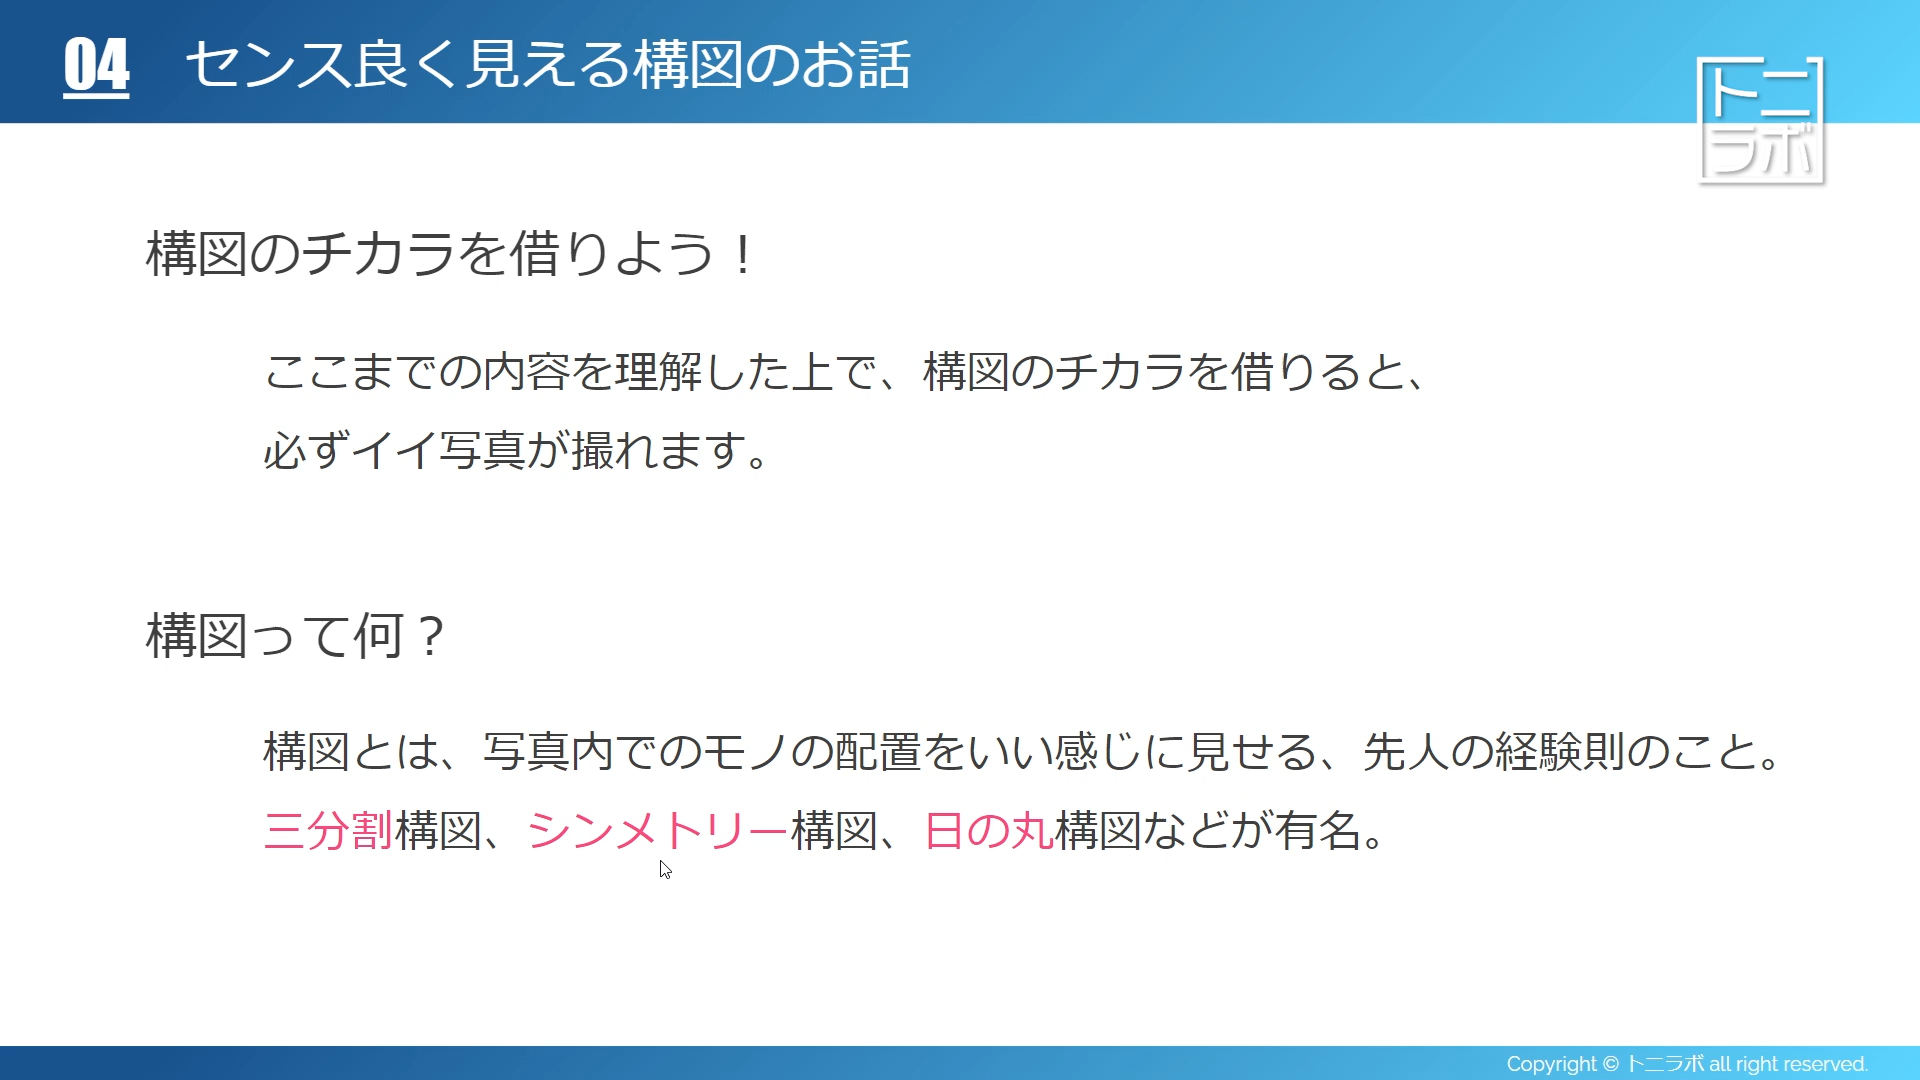 04 センス良く見える構図のお話
トニ
ラボ
構図のチカラを借りよう！
ここまでの内容を理解した上で、構図のチカラを借りると、
必ずイイ写真が撮れます。
構図って何？
構図とは、写真内でのモノの配置をいい感じに見せる、先人の経験則のこと。
三分割構図、シンメトリー構図、日の丸構図などが有名。
Copyright © トニラボ all right reserved.